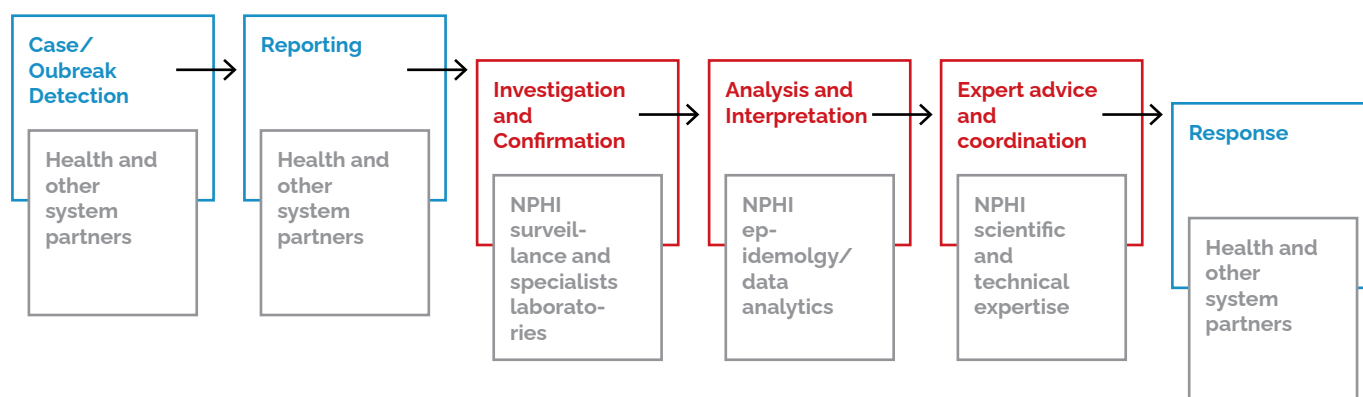 Case/
Oubreak
Detection
Health and
other
system
partners
Reporting
Health and
other
system
partners
Investigation
and
Confirmation
NPHI
surveil-
lance and
specialists
laborato-
ries
Analysis and
Interpretation
NPHI
ep-
idemolgy/
data
analytics
Expert advice
and
coordination
NPHI
scientific
and
technical
expertise
Response
Health and
other
system
partners